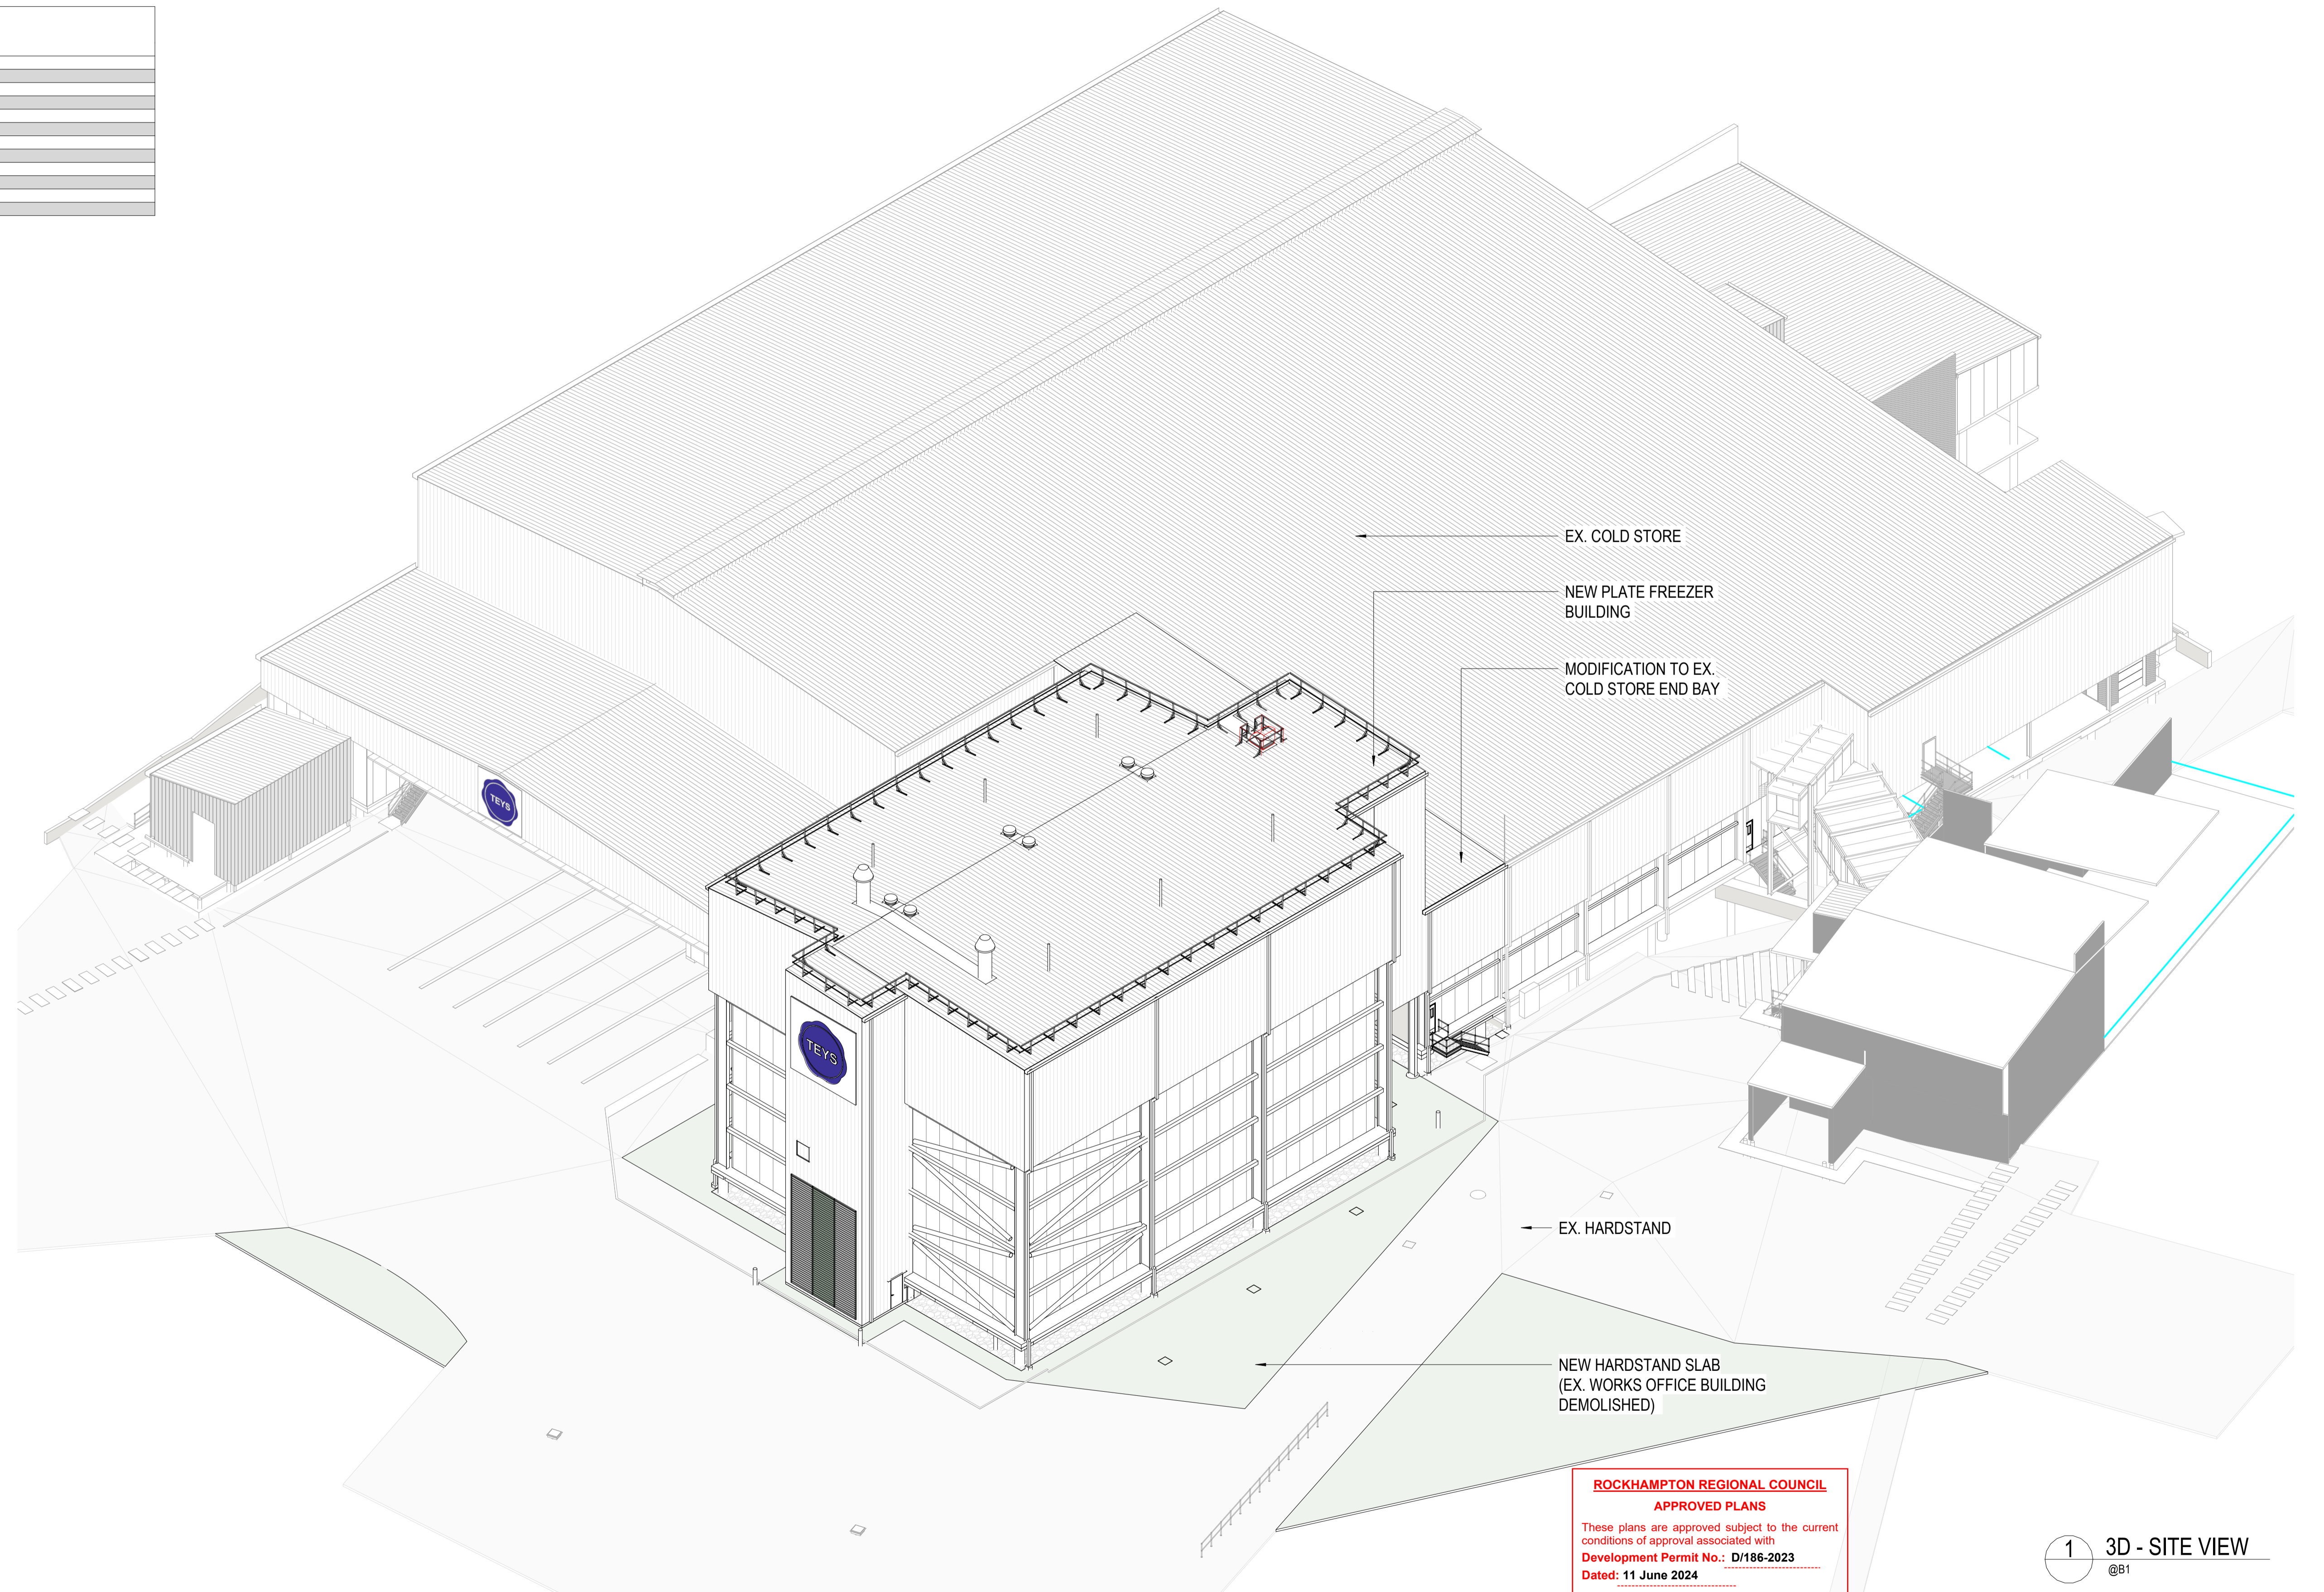 EX. COLD STORE
NEW PLATE FREEZER
BUILDING
MODIFICATION TO EX.
COLD STORE END BAY
TEYS
TEYS
EX. HARDSTAND
NEW HARDSTAND SLAB
(EX. WORKS OFFICE BUILDING
DEMOLISHED)
ROCKHAMPTON REGIONAL COUNCIL
APPROVED PLANS
These plans are approved subject to the current
conditions of approval associated with
Development Permit No.: D/186-2023
Dated: 11 June 2024
1
3D - SITE VIEW
@B1